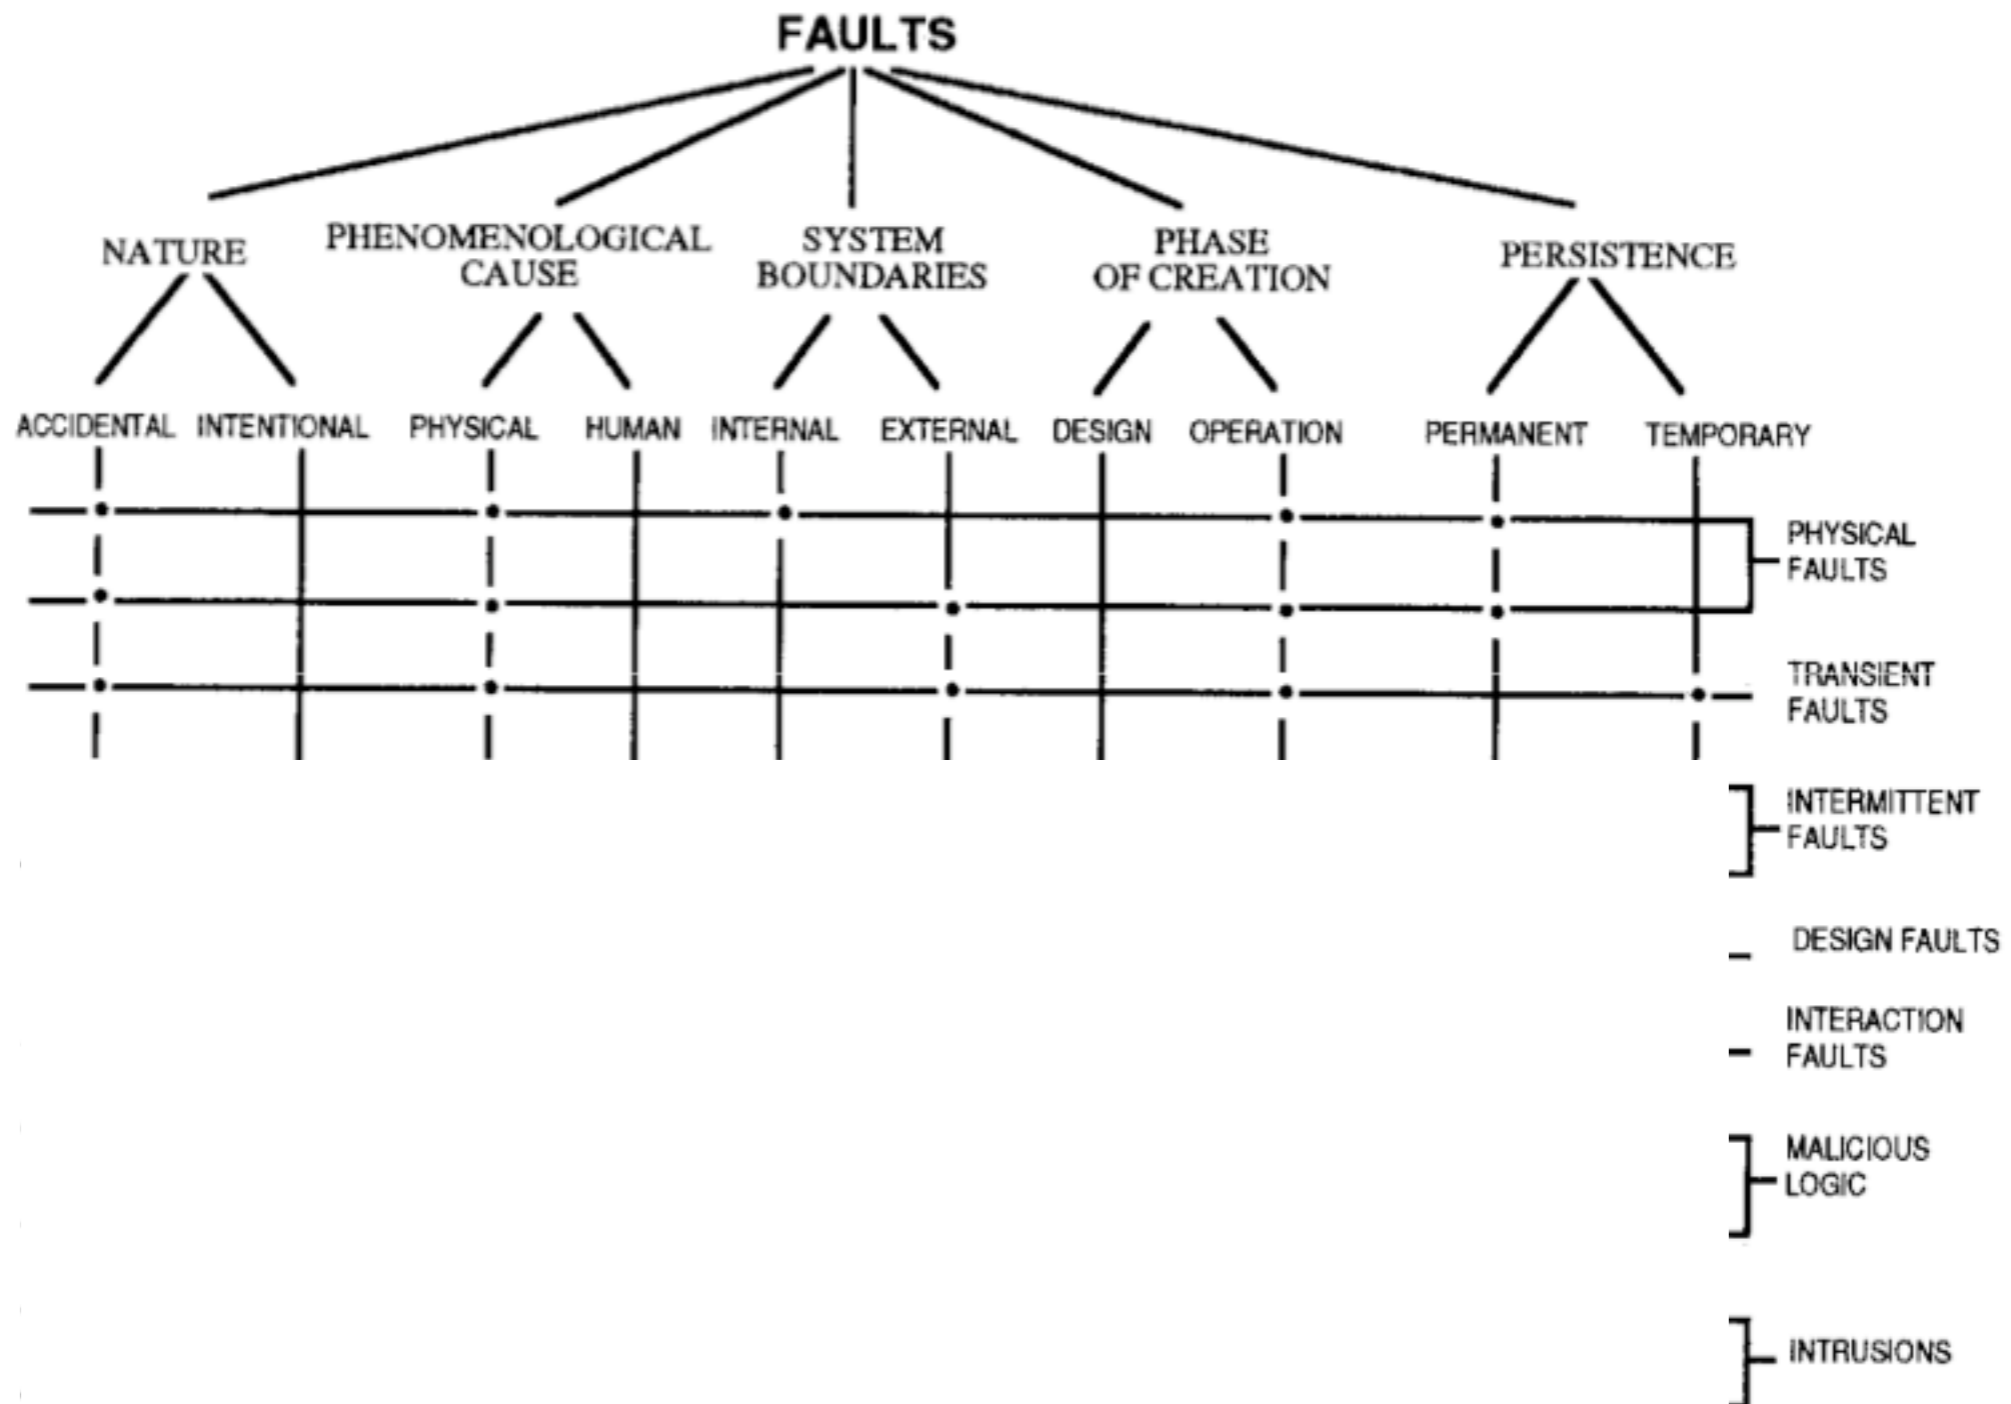 FAULTS
NATURE
PHENOMENOLOGICAL
CAUSE
SYSTEM
BOUNDARIES
PHASE
OF CREATION
PERSISTENCE
ACCIDENTAL
INTENTIONAL
PHYSICAL
HUMAN
INTERNAL
EXTERNAL
DESIGN
OPERATION
PERMANENT
TEMPORARY
PHYSICAL
FAULTS
TRANSIENT
FAULTS
INTERMITTENT
FAULTS
DESIGN FAULTS
INTERACTION
FAULTS
MALICIOUS
LOGIC
INTRUSIONS